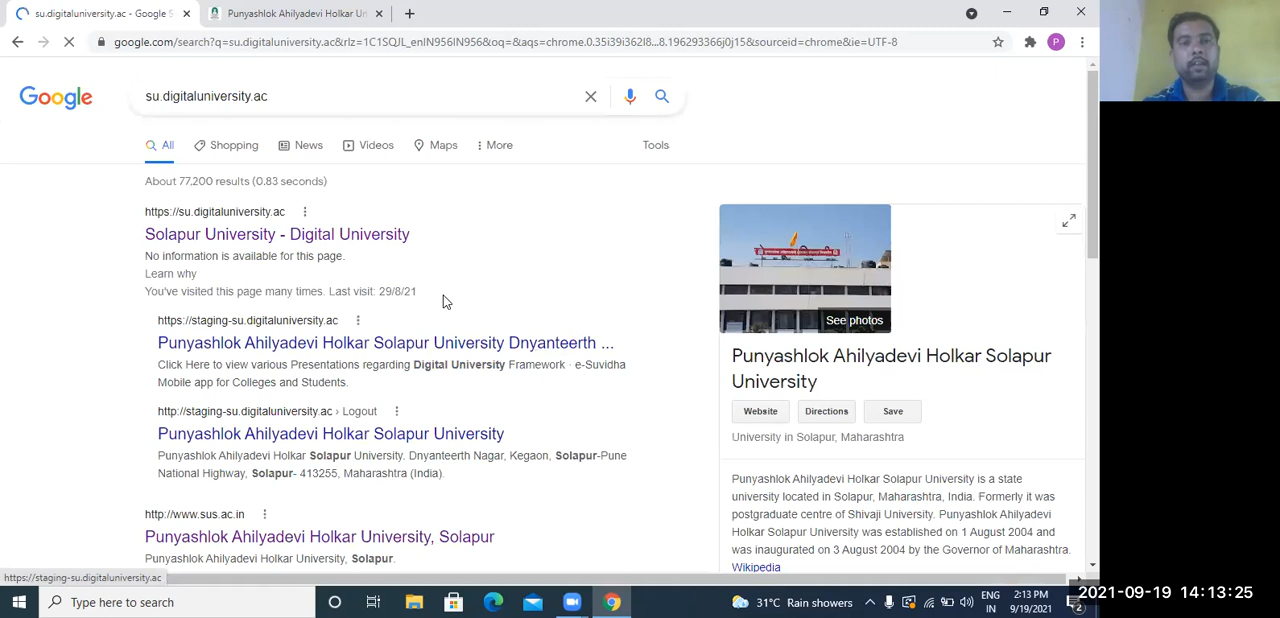 su.digitaluniversity.ac - Google S
Punyashlok Ahilyadevi Holkar Un
google.com/search?q=su.digitaluniversity.ac&rlz=1C1SQJL_enIN956IN956&oq=&aqs=chrome.0.35i39i362l8...8.196293366j0j15&sourceid=chrome&ie=UTF-8
P
Google
su.digitaluniversity.ac
All
Shopping
News
Videos
Maps
More
Tools
About 77,200 results (0.83 seconds)
https://su.digitaluniversity.ac
Solapur University - Digital University
No information is available for this page.
Learn why
You've visited this page many times. Last visit: 29/8/21
https://staging-su.digitaluniversity.ac
Punyashlok Ahilyadevi Holkar Solapur University Dnyanteerth ...
Click Here to view various Presentations regarding Digital University Framework · e-Suvidha
Mobile app for Colleges and Students.
http://staging-su.digitaluniversity.ac › Logout
Punyashlok Ahilyadevi Holkar Solapur University
Punyashlok Ahilyadevi Holkar Solapur University. Dnyanteerth Nagar, Kegaon, Solapur-Pune
National Highway, Solapur- 413255, Maharashtra (India).
http://www.sus.ac.in
Punyashlok Ahilyadevi Holkar University, Solapur
Punyashlok Ahilyadevi Holkar University, Solapur.
See photos
Punyashlok Ahilyadevi Holkar Solapur
University
Website
Directions
Save
University in Solapur, Maharashtra
Punyashlok Ahilyadevi Holkar Solapur University is a state
university located in Solapur, Maharashtra, India. Formerly it was
postgraduate centre of Shivaji University. Punyashlok Ahilyadevi
Holkar Solapur University was established on 1 August 2004 and
was inaugurated on 3 August 2004 by the Governor of Maharashtra.
Wikipedia
https://staging-su.digitaluniversity.ac
Type here to search
31°C Rain showers
ENG
IN
2:13 PM
9/19/2021
2
2021-09-19 14:13:25